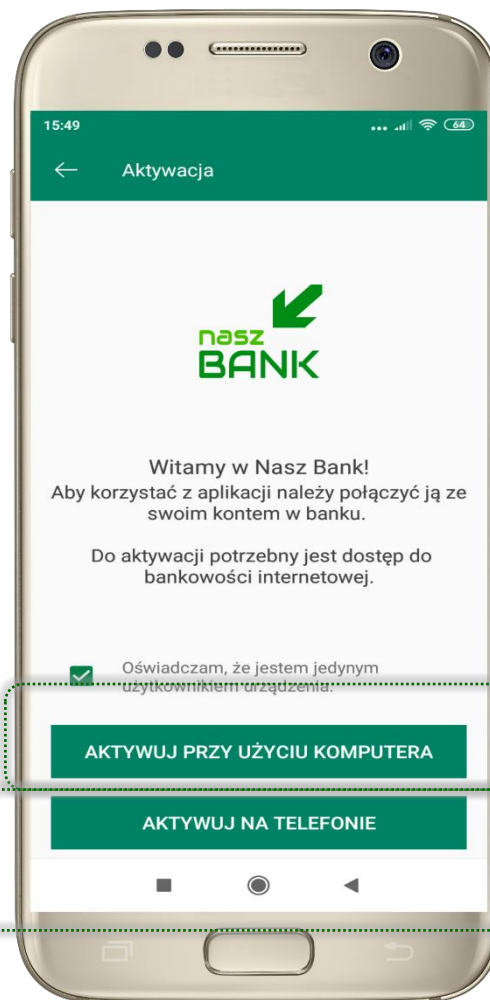 15:49
64
Aktywacja
nasz
BANK
Witamy w Nasz Bank!
Aby korzystać z aplikacji należy połączyć ją ze
swoim kontem w banku.
Do aktywacji potrzebny jest dostęp do
bankowości internetowej.
Oświadczam, że jestem jedynym
użytkownikiem urządzenia.
AKTYWUJ PRZY UŻYCIU KOMPUTERA
AKTYWUJ NA TELEFONIE